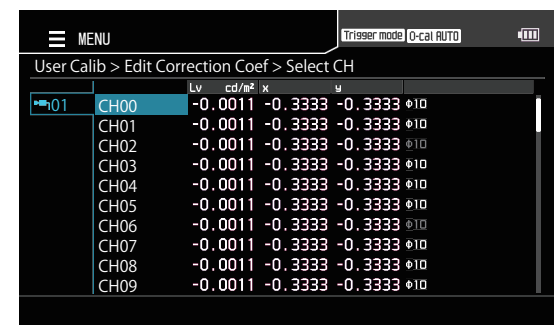 MENU
Trigger mode 0-cal AUTO
User Calib > Edit Correction Coef > Select CH
Lv cd/m² x y
01 CH00 -0.0011 -0.3333 -0.3333 Φ10
CH01 -0.0011 -0.3333 -0.3333 Φ10
CH02 -0.0011 -0.3333 -0.3333 Φ10
CH03 -0.0011 -0.3333 -0.3333 Φ10
CH04 -0.0011 -0.3333 -0.3333 Φ10
CH05 -0.0011 -0.3333 -0.3333 Φ10
CH06 -0.0011 -0.3333 -0.3333 Φ10
CH07 -0.0011 -0.3333 -0.3333 Φ10
CH08 -0.0011 -0.3333 -0.3333 Φ10
CH09 -0.0011 -0.3333 -0.3333 Φ10